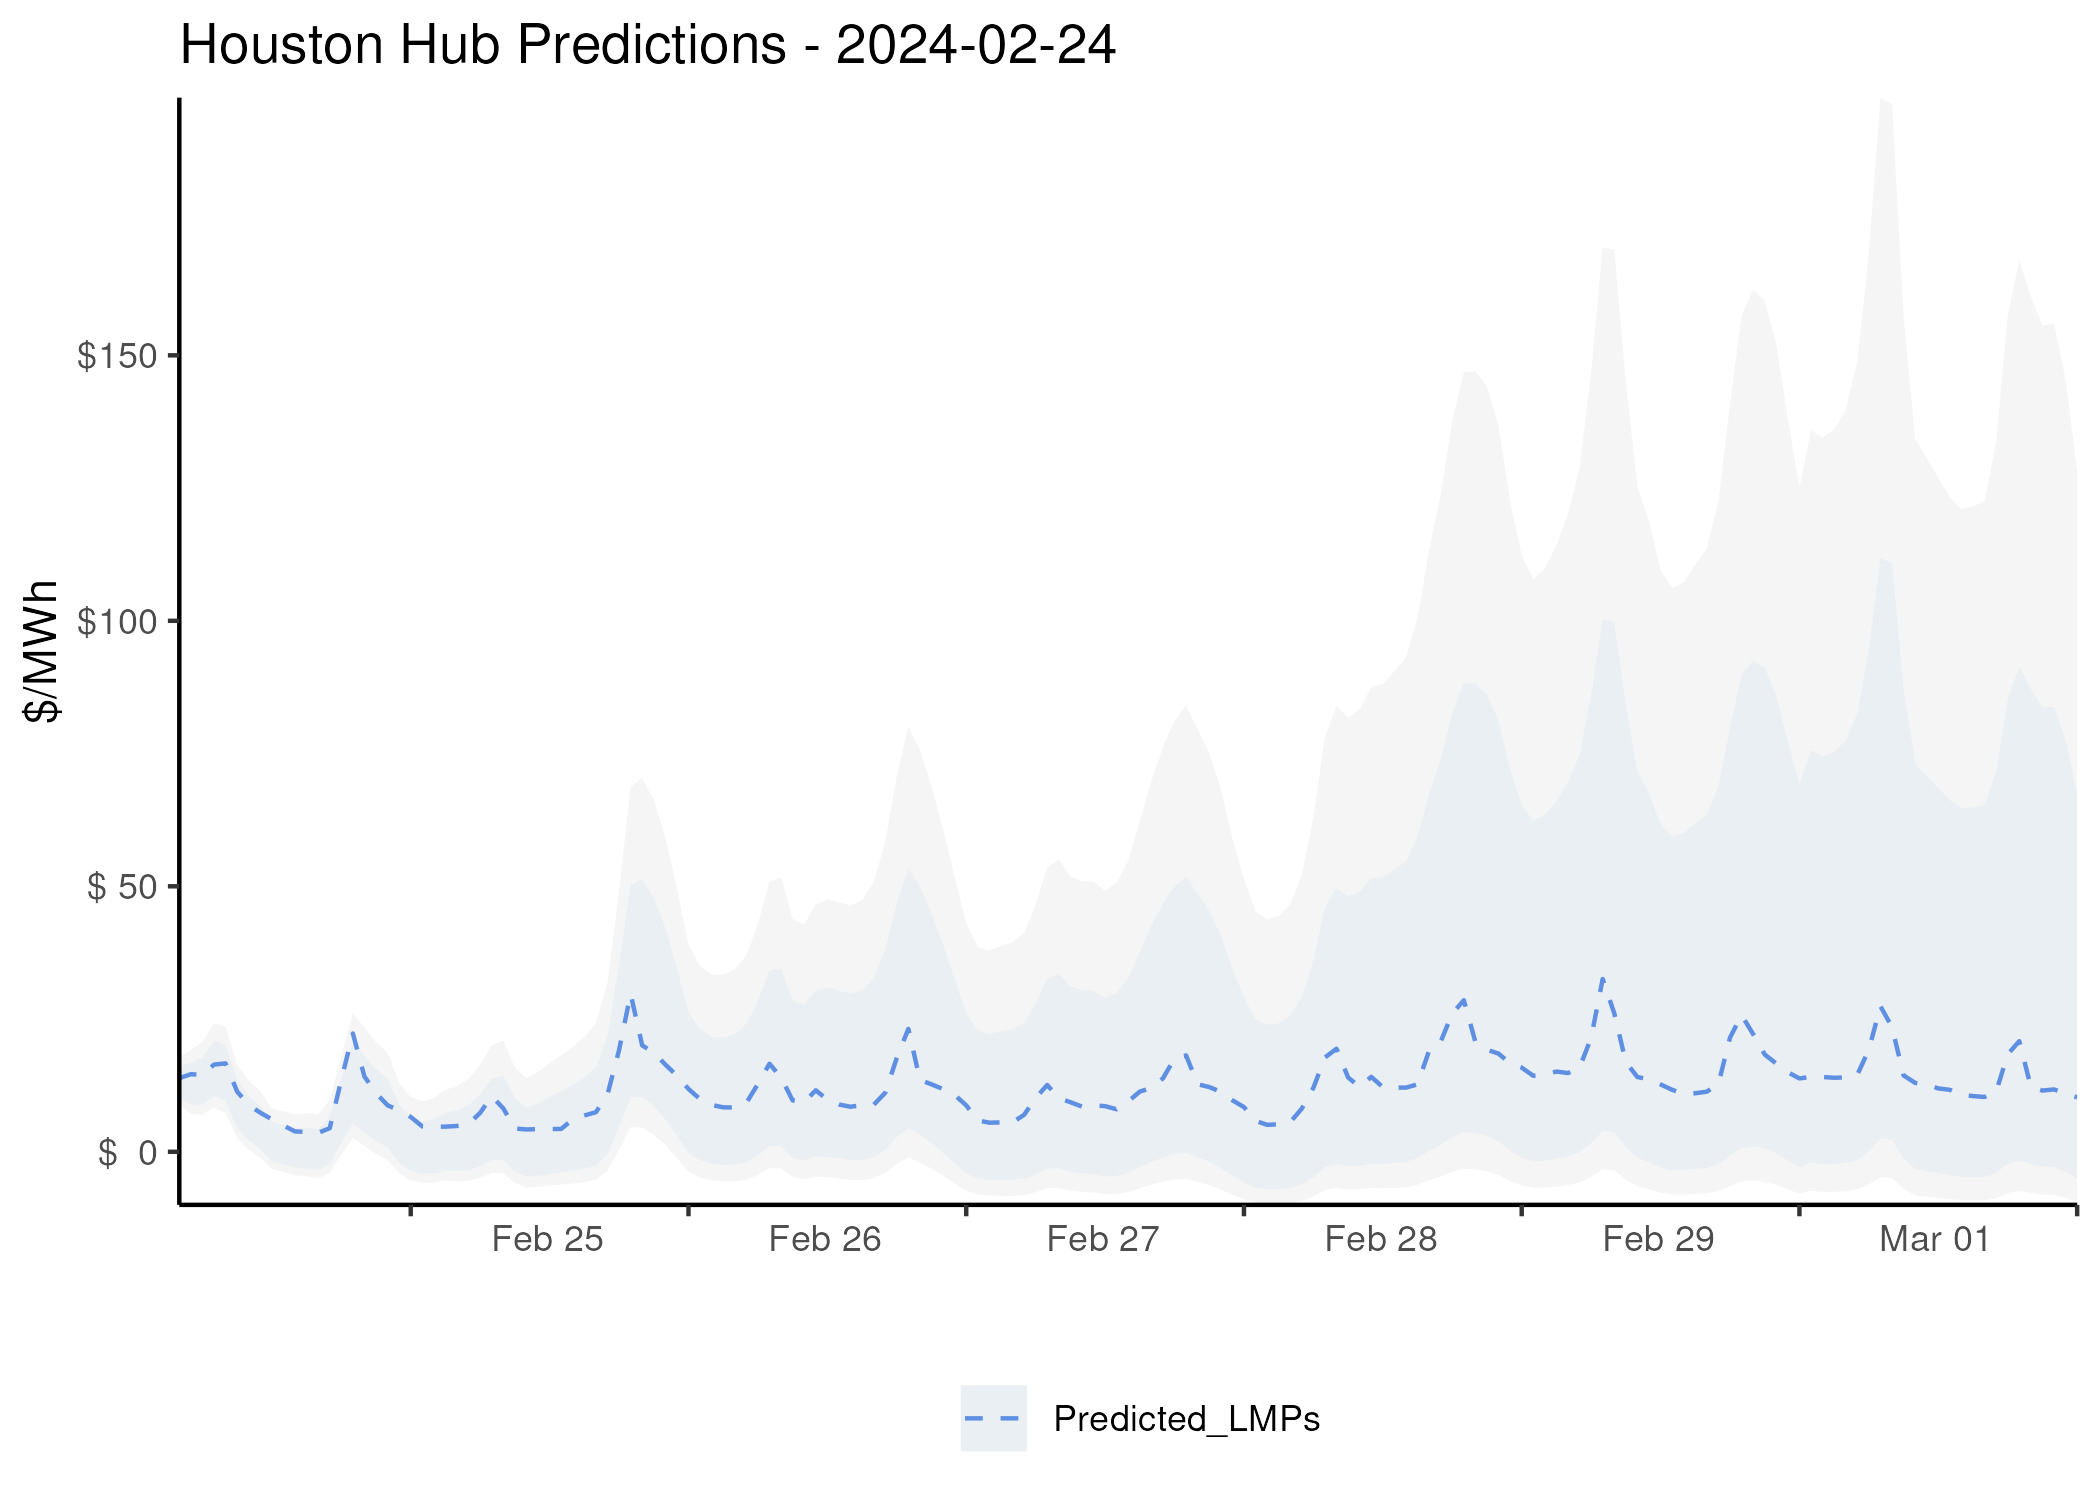 Houston Hub Predictions - 2024-02-24
$/MWh
$150
$100
$ 50
$  0
Feb 25
Feb 26
Feb 27
Feb 28
Feb 29
Mar 01
Predicted_LMPs